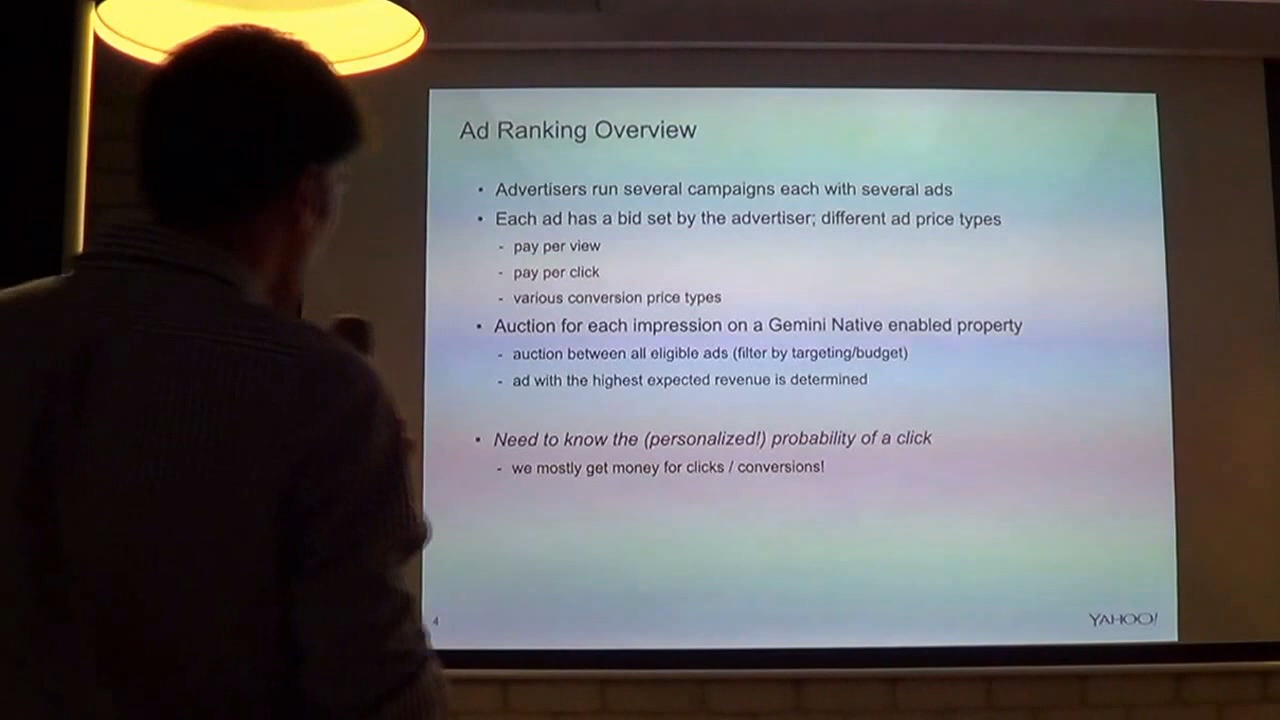 Ad Ranking Overview
• Advertisers run several campaigns each with several ads
• Each ad has a bid set by the advertiser; different ad price types
- pay per view
- pay per click
- various conversion price types
• Auction for each impression on a Gemini Native enabled property
- auction between all eligible ads (filter by targeting/budget)
- ad with the highest expected revenue is determined
• Need to know the (personalized!) probability of a click
- we mostly get money for clicks / conversions!
4
YAHOO!